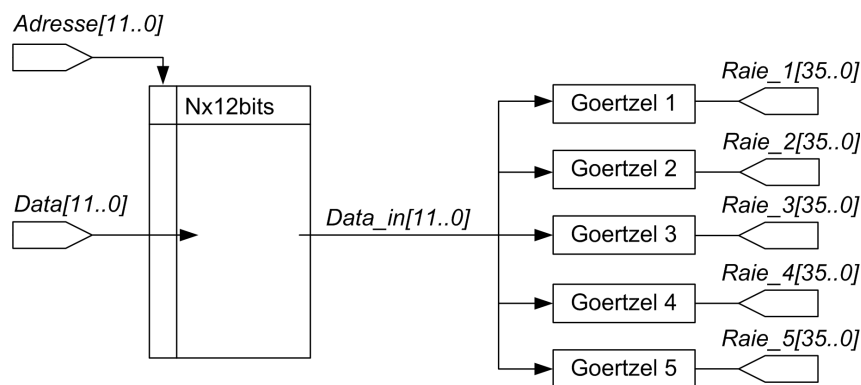 Adresse[11..0]
Nx12bits
Data[11..0]
Data_in[11..0]
Goertzel 1
Raie_1[35..0]
Goertzel 2
Raie_2[35..0]
Goertzel 3
Raie_3[35..0]
Goertzel 4
Raie_4[35..0]
Goertzel 5
Raie_5[35..0]